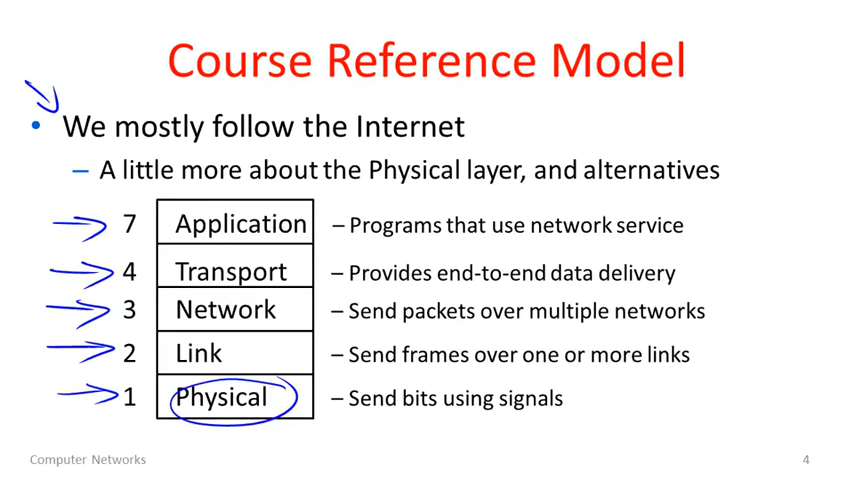 Course Reference Model
• We mostly follow the Internet
– A little more about the Physical layer, and alternatives
7 Application – Programs that use network service
4 Transport – Provides end-to-end data delivery
3 Network – Send packets over multiple networks
2 Link – Send frames over one or more links
1 Physical – Send bits using signals
Computer Networks 4